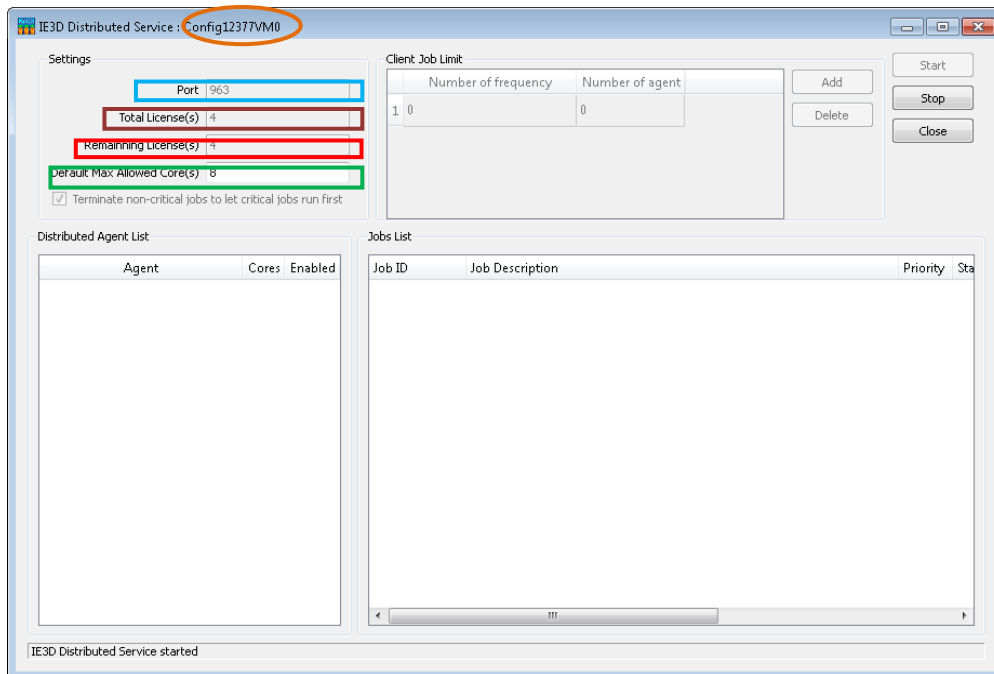 IE3D Distributed Service : Config12377VM0
Settings
Port 963
Total License(s) 4
Remainning License(s) 4
Default Max Allowed Core(s) 8
Terminate non-critical jobs to let critical jobs run first
Client Job Limit
Number of frequency Number of agent
1 0 0
Add
Delete
Start
Stop
Close
Distributed Agent List
Agent Cores Enabled
Jobs List
Job ID Job Description Priority Sta
IE3D Distributed Service started